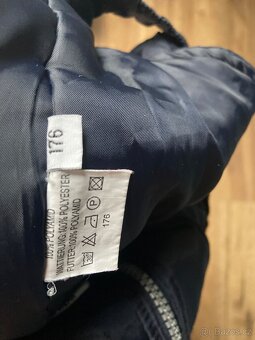 176
100% POLYAMID
WATTIERUNG:100% POLYESTER
FUTTER:100% POLYAMID
176